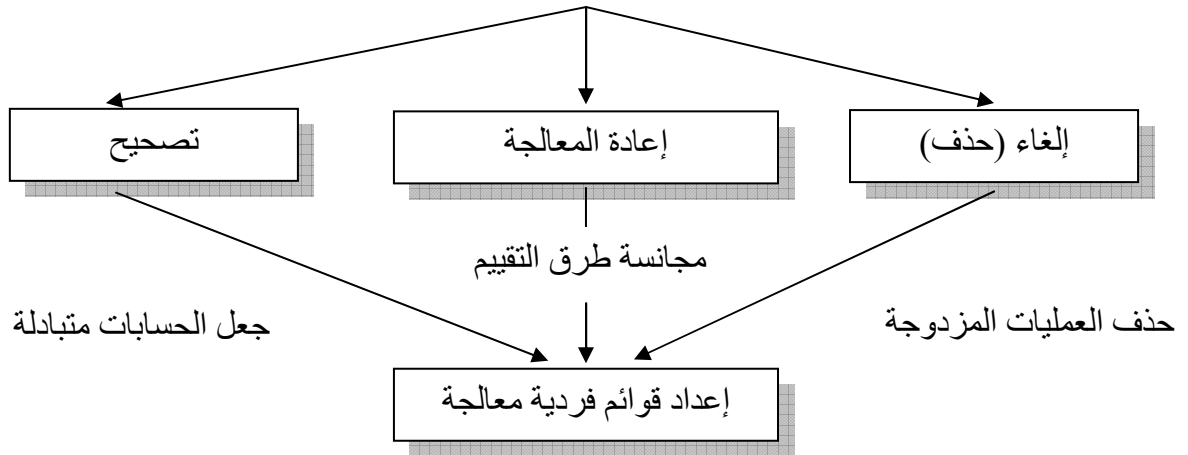 إلغاء (حذف)
إعادة المعالجة
تصحيح
مجانسة طرق التقييم
حذف العمليات المزدوجة
جعل الحسابات متبادلة
إعداد قوائم فردية معالجة